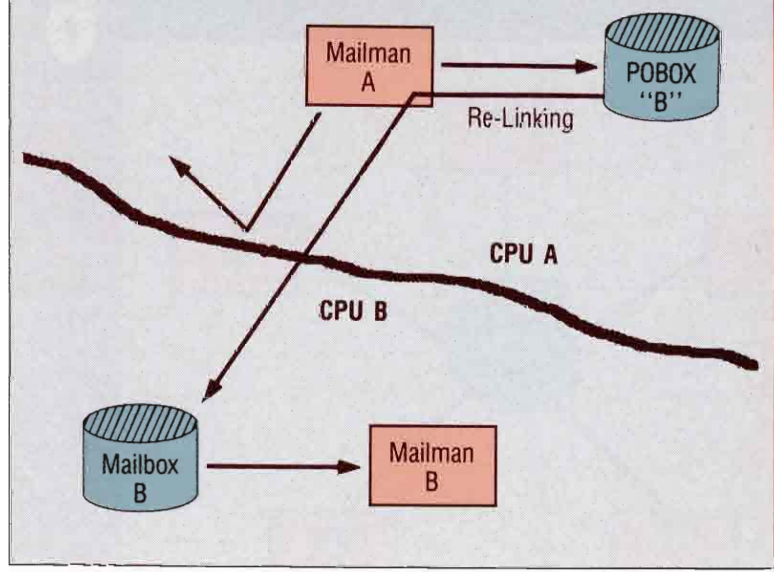 Mailman
A
POBOX
"B"
Re-Linking
CPU A
CPU B
Mailbox
B
Mailman
B